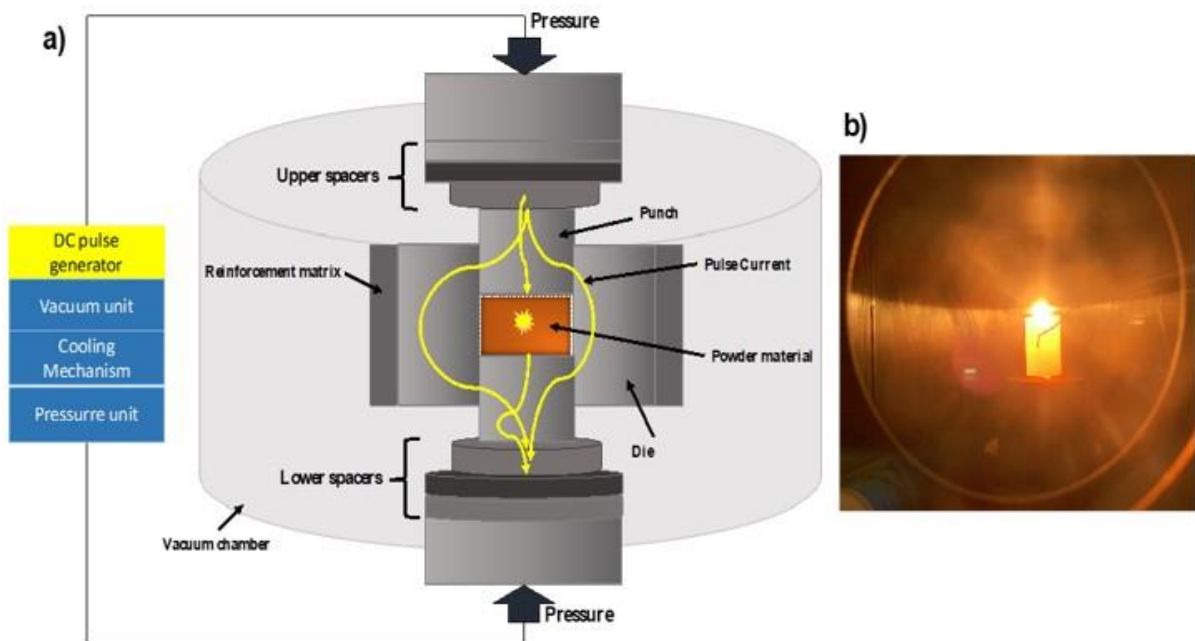 a)
Pressure
Upper spacers
Punch
DC pulse
generator
Vacuum unit
Cooling
Mechanism
Pressurre unit
Reinforcement matrix
Pulse Current
Powder material
Die
Lower spacers
Vacuum chamber
Pressure
b)